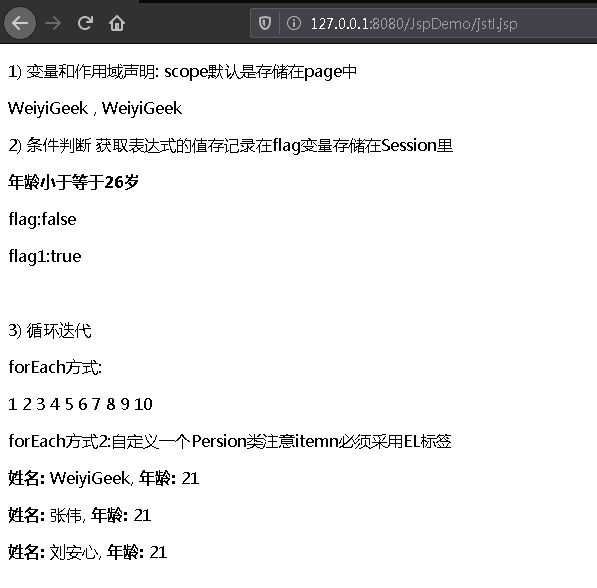 127.0.0.1:8080/JspDemo/jstl.jsp
1) 变量和作用域声明: scope默认是存储在page中
WeiyiGeek , WeiyiGeek
2) 条件判断 获取表达式的值存记录在flag变量存储在Session里
年龄小于等于26岁
flag:false
flag1:true
3) 循环迭代
forEach方式:
1 2 3 4 5 6 7 8 9 10
forEach方式2:自定义一个Persion类注意itemn必须采用EL标签
姓名: WeiyiGeek, 年龄: 21
姓名: 张伟, 年龄: 21
姓名: 刘安心, 年龄: 21